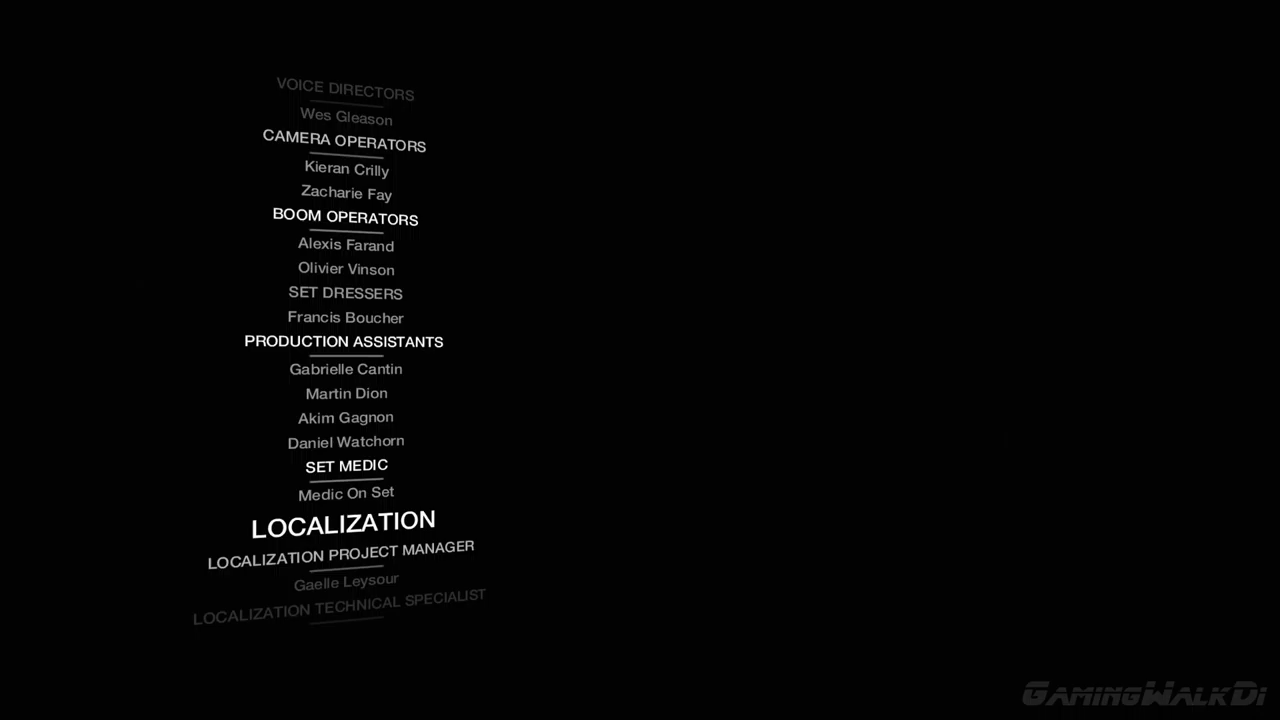 VOICE DIRECTORS
Wes Gleason
CAMERA OPERATORS
Kieran Crilly
Zacharie Fay
BOOM OPERATORS
Alexis Farand
Olivier Vinson
SET DRESSERS
Francis Boucher
PRODUCTION ASSISTANTS
Gabrielle Cantin
Martin Dion
Akim Gagnon
Daniel Watchorn
SET MEDIC
Medic On Set
LOCALIZATION
LOCALIZATION PROJECT MANAGER
Gaelle Leysour
LOCALIZATION TECHNICAL SPECIALIST
GamingWalkDi